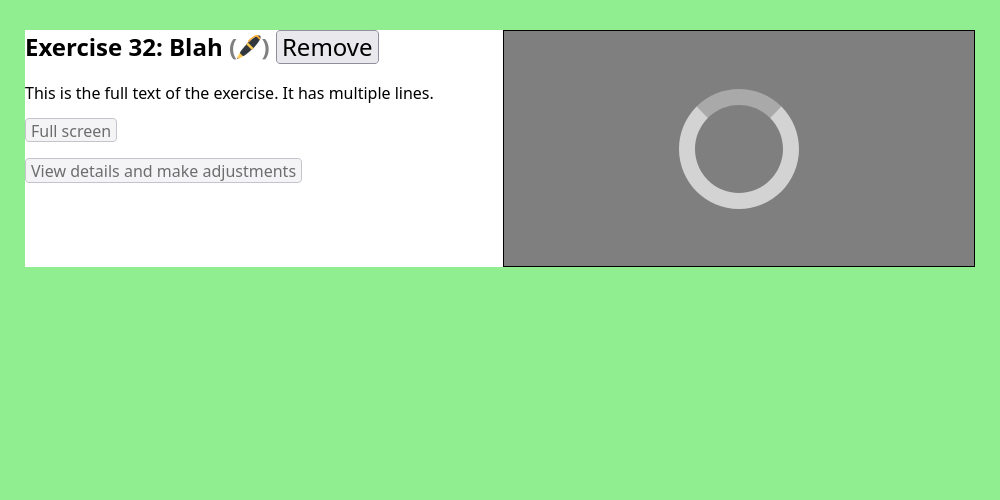 Exercise 32: Blah (🖋️) Remove
This is the full text of the exercise. It has multiple lines.
Full screen
View details and make adjustments